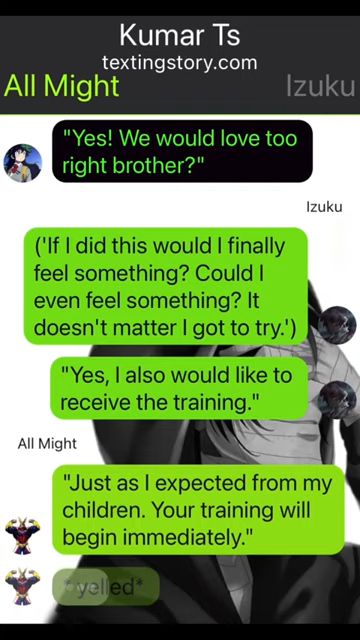 Kumar Ts
textingstory.com
All Might
Izuku
"Yes! We would love too
right brother?"
Izuku
('If I did this would I finally
feel something? Could I
even feel something? It
doesn't matter I got to try.')
"Yes, I also would like to
receive the training."
All Might
"Just as I expected from my
children. Your training will
begin immediately."
*yelled*